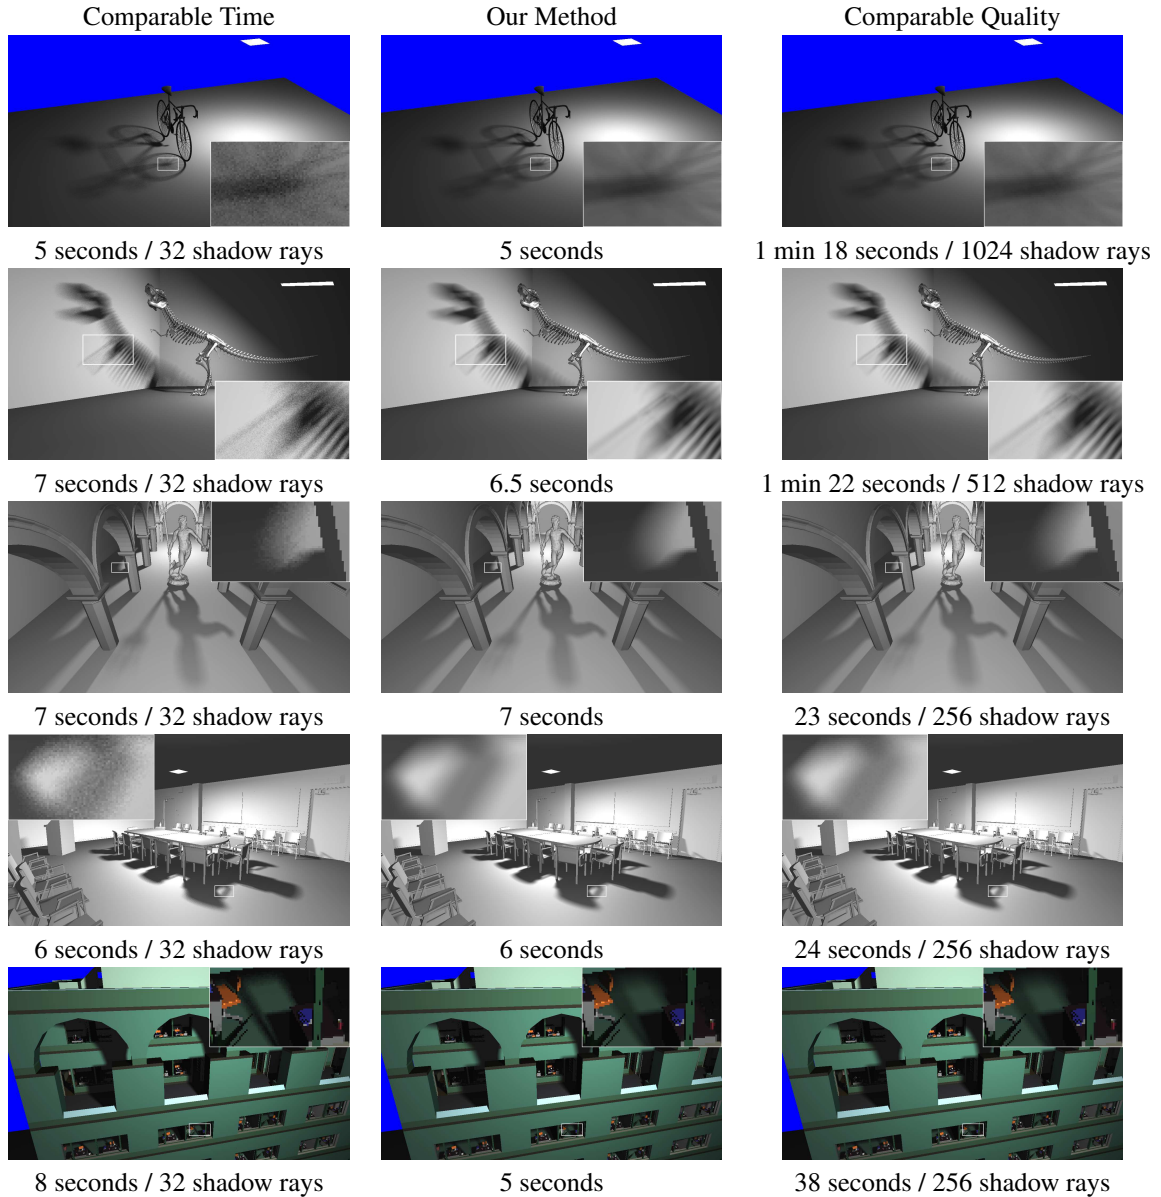 Comparable Time Our Method Comparable Quality
5 seconds / 32 shadow rays 5 seconds 1 min 18 seconds / 1024 shadow rays
7 seconds / 32 shadow rays 6.5 seconds 1 min 22 seconds / 512 shadow rays
7 seconds / 32 shadow rays 7 seconds 23 seconds / 256 shadow rays
6 seconds / 32 shadow rays 6 seconds 24 seconds / 256 shadow rays
8 seconds / 32 shadow rays 5 seconds 38 seconds / 256 shadow rays